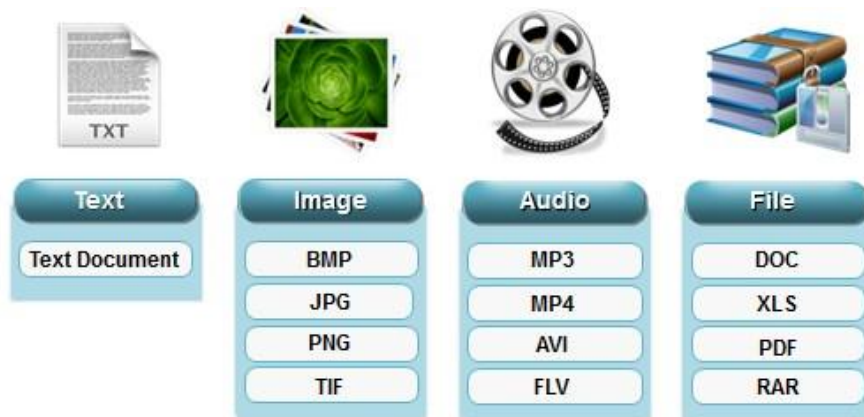 TXT
Text
Text Document
Image
BMP
JPG
PNG
TIF
Audio
MP3
MP4
AVI
FLV
File
DOC
XLS
PDF
RAR